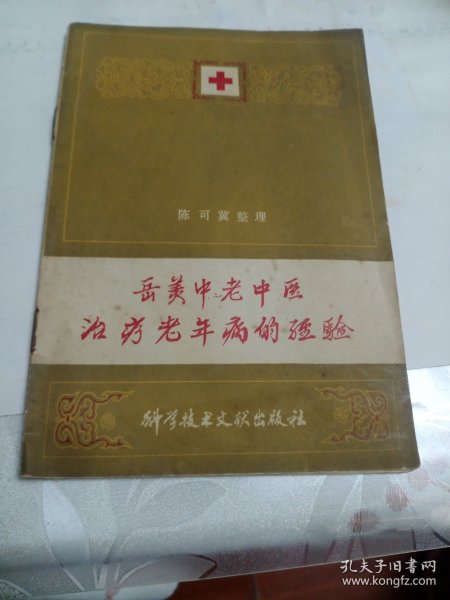 陈可冀整理
岳美中老中医
治疗老年病的经验
科学技术文献出版社
孔夫子旧书网
www.kongfz.com